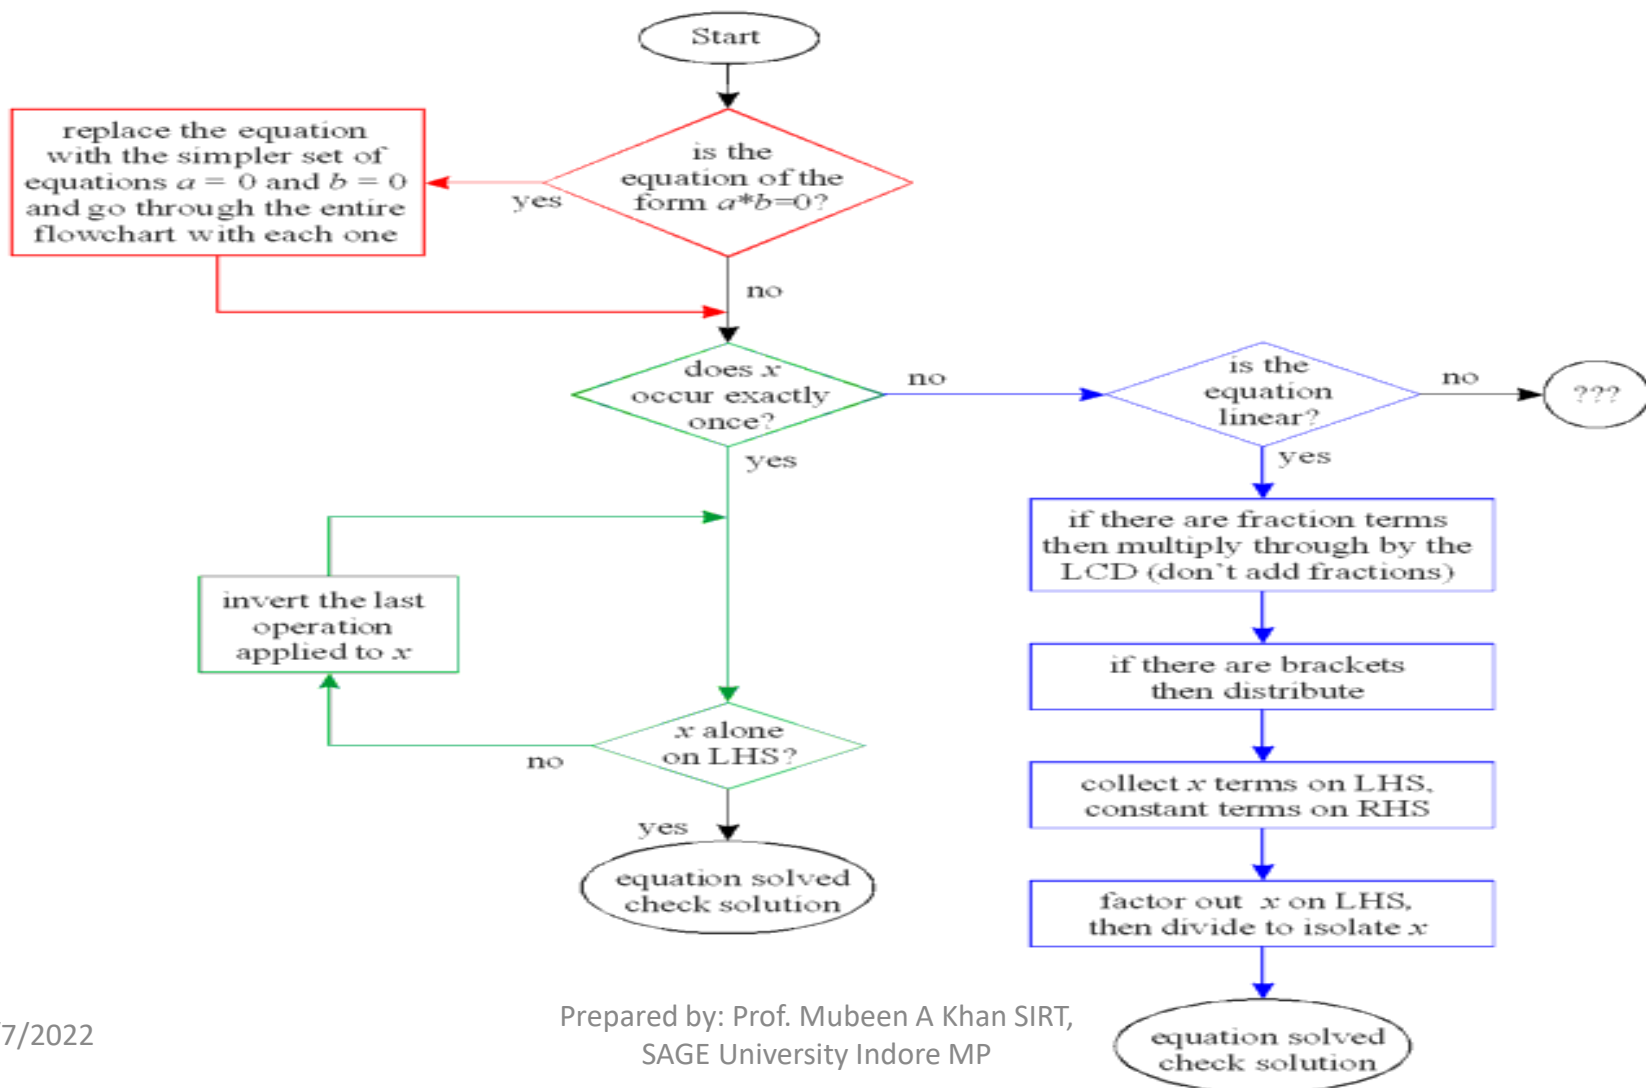 Start
replace the equation
with the simpler set of
equations a = 0 and b = 0
and go through the entire
flowchart with each one
yes
is the
equation of the
form a*b=0?
no
does x
occur exactly
once?
no
is the
equation
linear?
no
???
yes
yes
if there are fraction terms
then multiply through by the
LCD (don't add fractions)
invert the last
operation
applied to x
if there are brackets
then distribute
x alone
on LHS?
no
collect x terms on LHS,
constant terms on RHS
yes
equation solved
check solution
factor out x on LHS,
then divide to isolate x
equation solved
check solution
7/2022
Prepared by: Prof. Mubeen A Khan SIRT,
SAGE University Indore MP